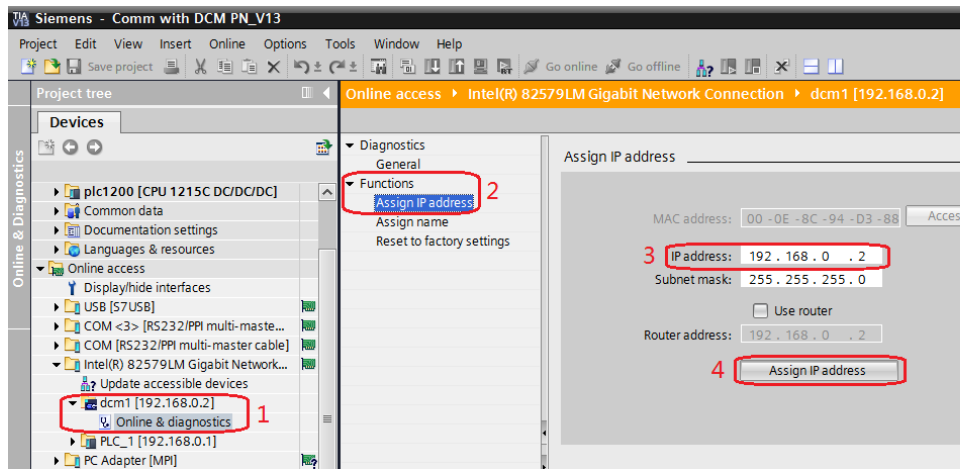 Siemens - Comm with DCM PN_V13
Project Edit View Insert Online Options Tools Window Help
Save project Go online Go offline
Project tree
Online access Intel(R) 82579LM Gigabit Network Connection dcm1 [192.168.0.2]
Devices
Online & Diagnostics
plc1200 [CPU 1215C DC/DC/DC]
Common data
Documentation settings
Languages & resources
Online access
Display/hide interfaces
USB [S7USB]
COM <3> [RS232/PPI multi-maste...
COM [RS232/PPI multi-master cable]
Intel(R) 82579LM Gigabit Network...
Update accessible devices
dcm1 [192.168.0.2]
Online & diagnostics
1
PLC_1 [192.168.0.1]
PC Adapter [MPI]
Diagnostics
General
Functions
Assign IP address
2
Assign name
Reset to factory settings
Assign IP address
MAC address: 00 -0E -8C -94 -D3 -88 Acces
3 IP address: 192 . 168 . 0 . 2
Subnet mask: 255 . 255 . 255 . 0
Use router
Router address: 192 . 168 . 0 . 2
4 Assign IP address